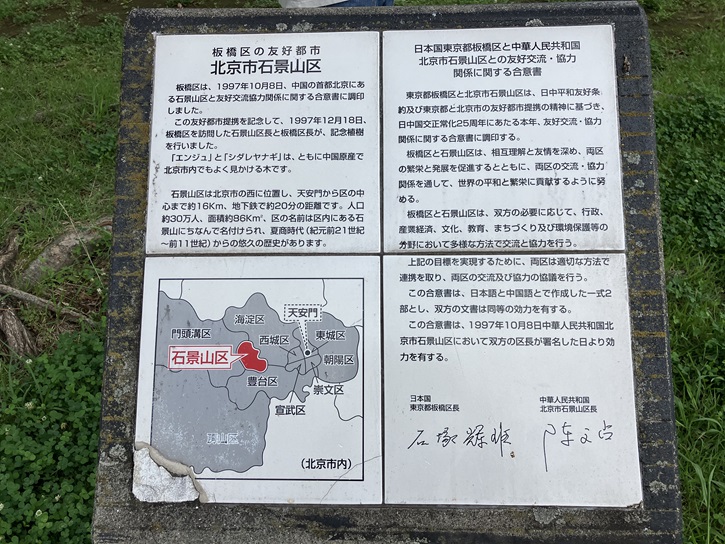 板橋区の友好都市
北京市石景山区
板橋区は、1997年10月8日、中国の首都北京にあ
る石景山区と友好交流協力関係に関する合意書に調印
しました。
この友好都市提携を記念して、1997年12月18日、
板橋区を訪問した石景山区長と板橋区長が、記念植樹
を行いました。
「エンジュ」と「シダレヤナギ」は、ともに中国原産で
北京市内でもよく見かける木です。
石景山区は北京市の西に位置し、天安門から区の中
心まで約16Km、地下鉄で約20分の距離です。人口
約30万人、面積約86Km²、区の名前は区内にある石
景山にちなんで名付けられ、夏商時代(紀元前21世紀
〜前11世紀)からの悠久の歴史があります。
日本国東京都板橋区と中華人民共和国
北京市石景山区との友好交流・協力
関係に関する合意書
東京都板橋区と北京市石景山区は、日中平和友好条
約及び東京都と北京市の友好都市提携の精神に基づき、
日中国交正常化25周年にあたる本年、友好交流・協力
関係に関する合意書に調印する。
板橋区と石景山区は、相互理解と友情を深め、両区
の繁栄と発展を促進するとともに、両区の交流・協力
関係を通して、世界の平和と繁栄に貢献するように努
める。
板橋区と石景山区は、双方の必要に応じて、行政、
産業経済、文化、教育、まちづくり及び環境保護等の
分野において多様な方法で交流と協力を行う。
上記の目標を実現するために、両区は適切な方法で
連携を取り、両区の交流及び協力の協議を行う。
この合意書は、日本語と中国語とで作成した一式2
部とし、双方の文書は同等の効力を有する。
この合意書は、1997年10月8日中華人民共和国北
京市石景山区において双方の区長が署名した日より効
力を有する。
日本国
東京都板橋区長
中華人民共和国
北京市石景山区長
石塚輝雄
天安門
海淀区
門頭溝区
西城区
東城区
石景山区
朝陽区
豊台区
崇文区
宣武区
房山区
(北京市内)